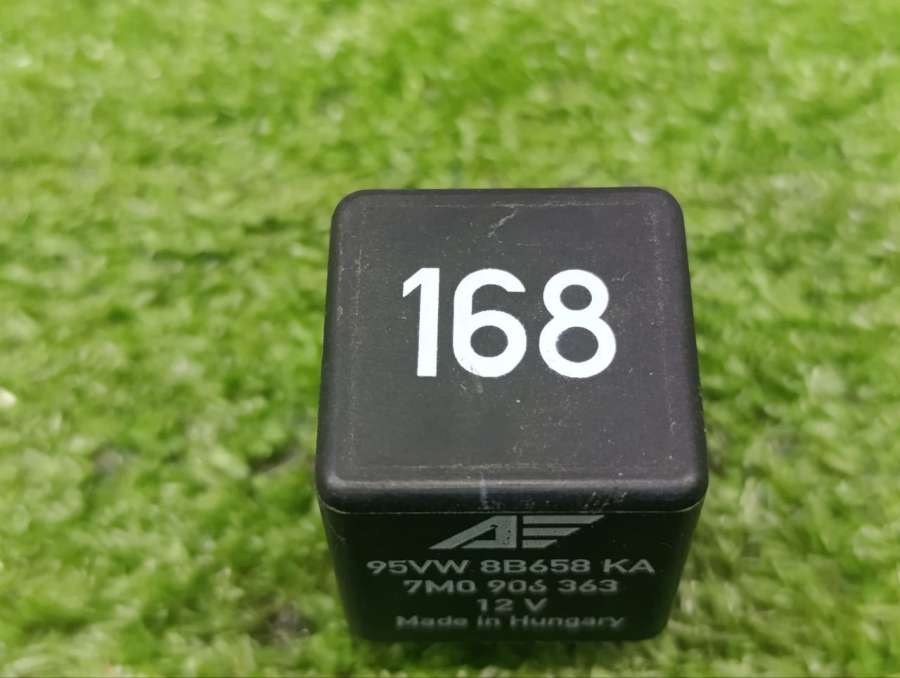 168
95VW 8B658 KA
7M0 906 363
12 V
Made in Hungary